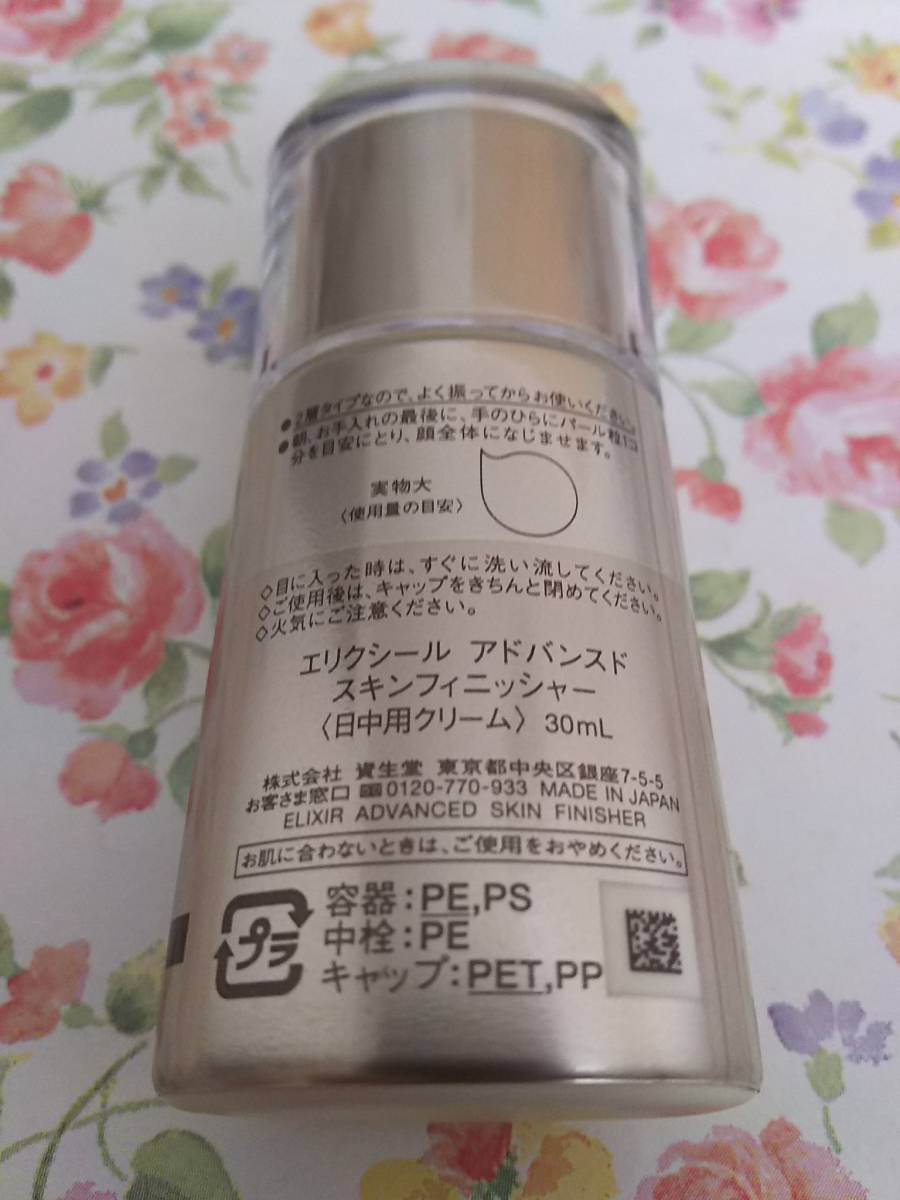 ●2層タイプなので、よく振ってからお使いください。
●朝、お手入れの最後に、手のひらにパール粒1コ
分を目安にとり、顔全体になじませます。
実物大
〈使用量の目安〉
◇目に入った時は、すぐに洗い流してください。
◇ご使用後は、キャップをきちんと閉めてください。
◇火気にご注意ください。
エリクシール アドバンスド
スキンフィニッシャー
〈日中用クリーム〉 30mL
株式会社 資生堂 東京都中央区銀座7-5-5
お客さま窓口 0120-770-933 MADE IN JAPAN
ELIXIR ADVANCED SKIN FINISHER
お肌に合わないときは、ご使用をおやめください。
プラ
容器:PE,PS
中栓:PE
キャップ:PET,PP